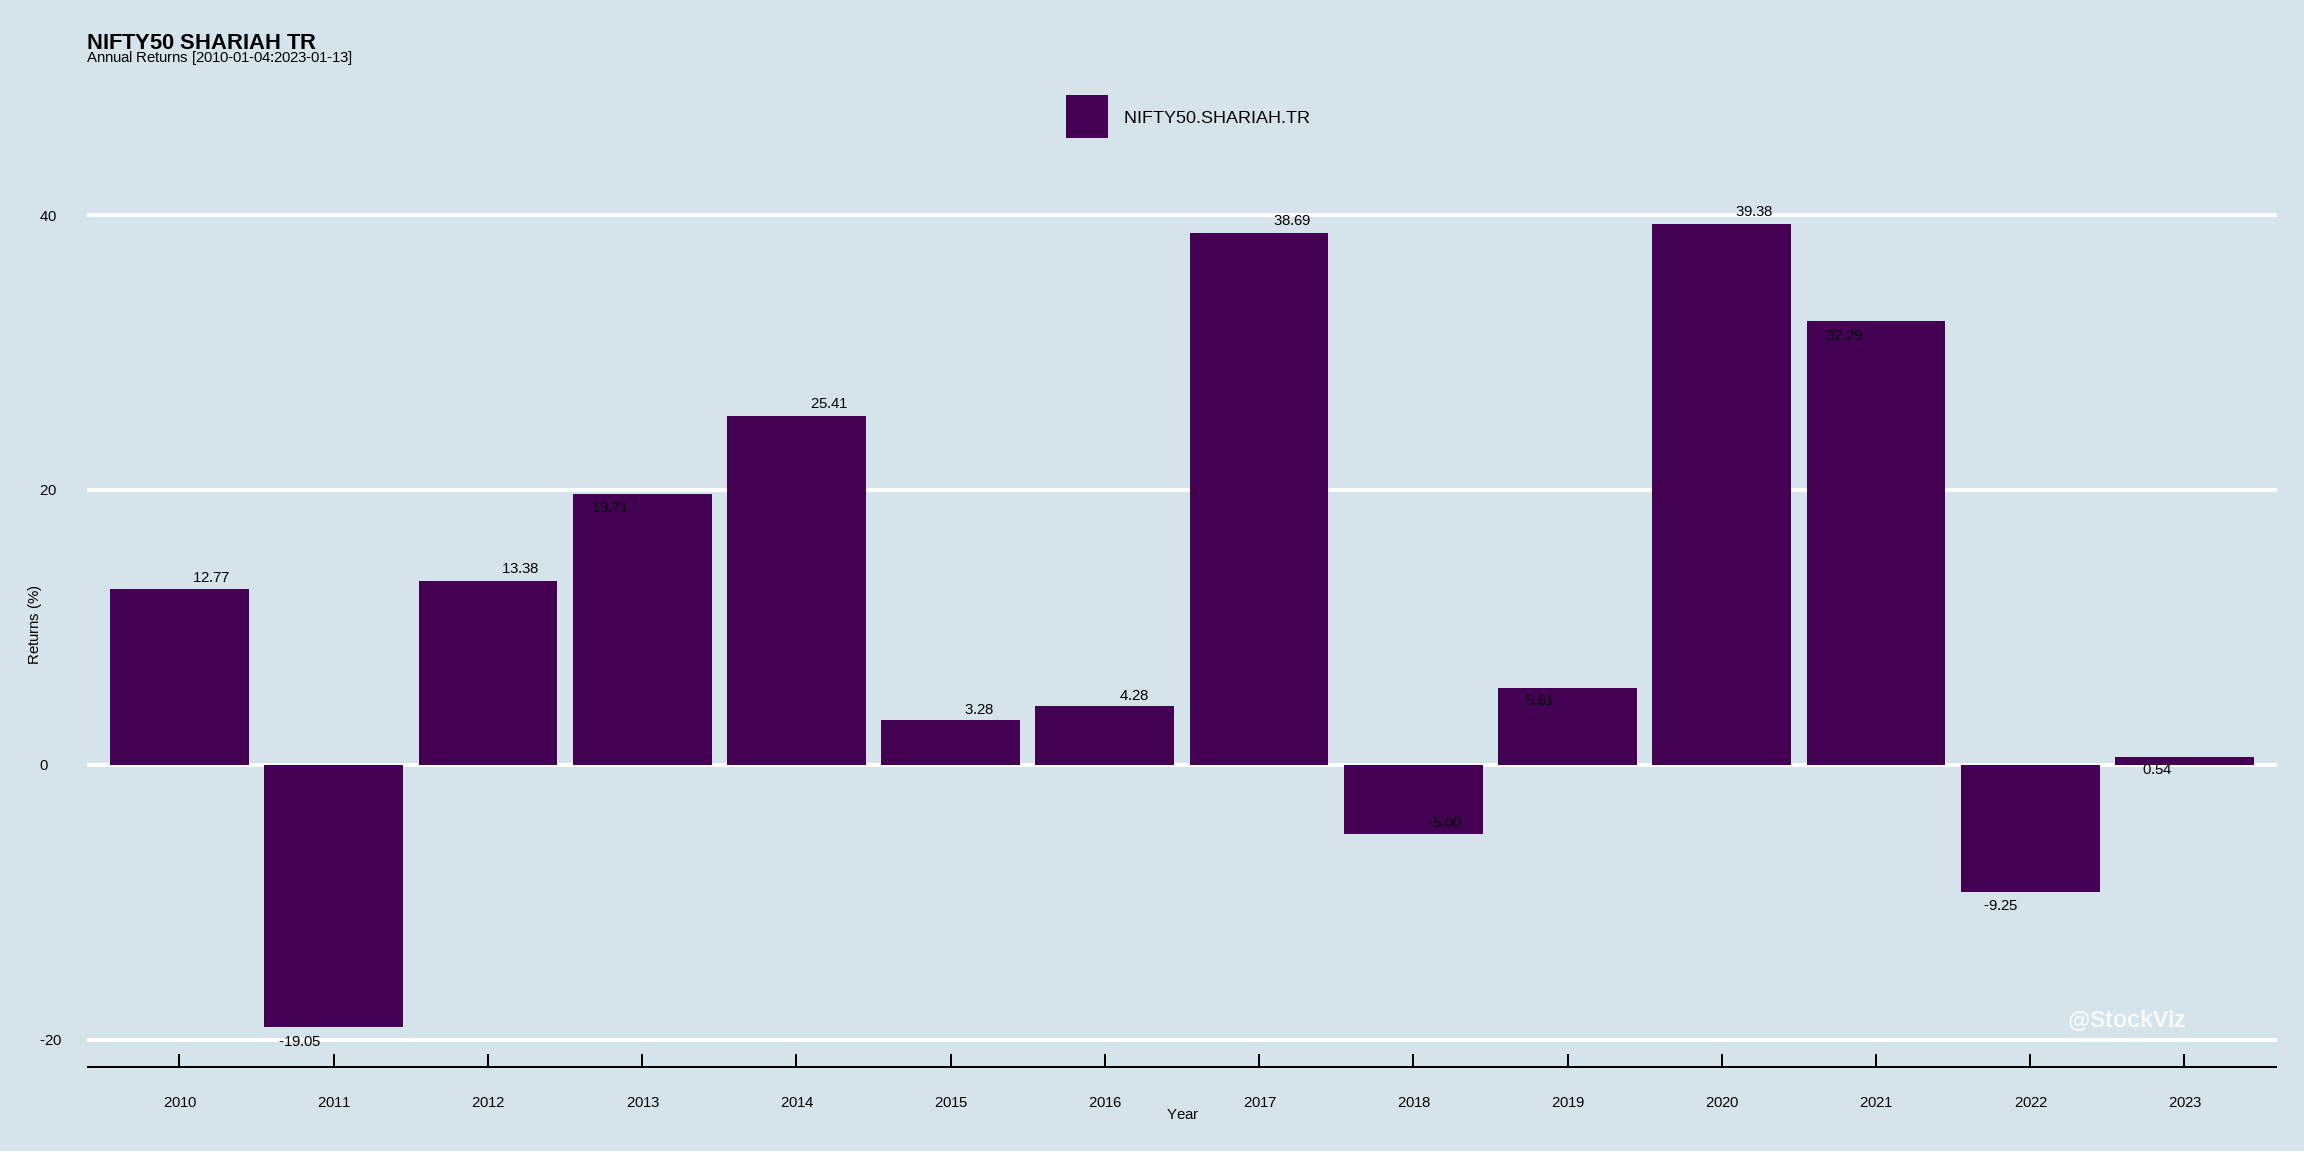 NIFTY50 SHARIAH TR
Annual Returns [2010-01-04:2023-01-13]
NIFTY50.SHARIAH.TR
40
20
0
-20
Returns (%)
12.77
-19.05
13.38
19.71
25.41
3.28
4.28
38.69
-5.00
5.61
39.38
32.29
-9.25
0.54
@StockViz
2010 2011 2012 2013 2014 2015 2016 2017 2018 2019 2020 2021 2022 2023
Year